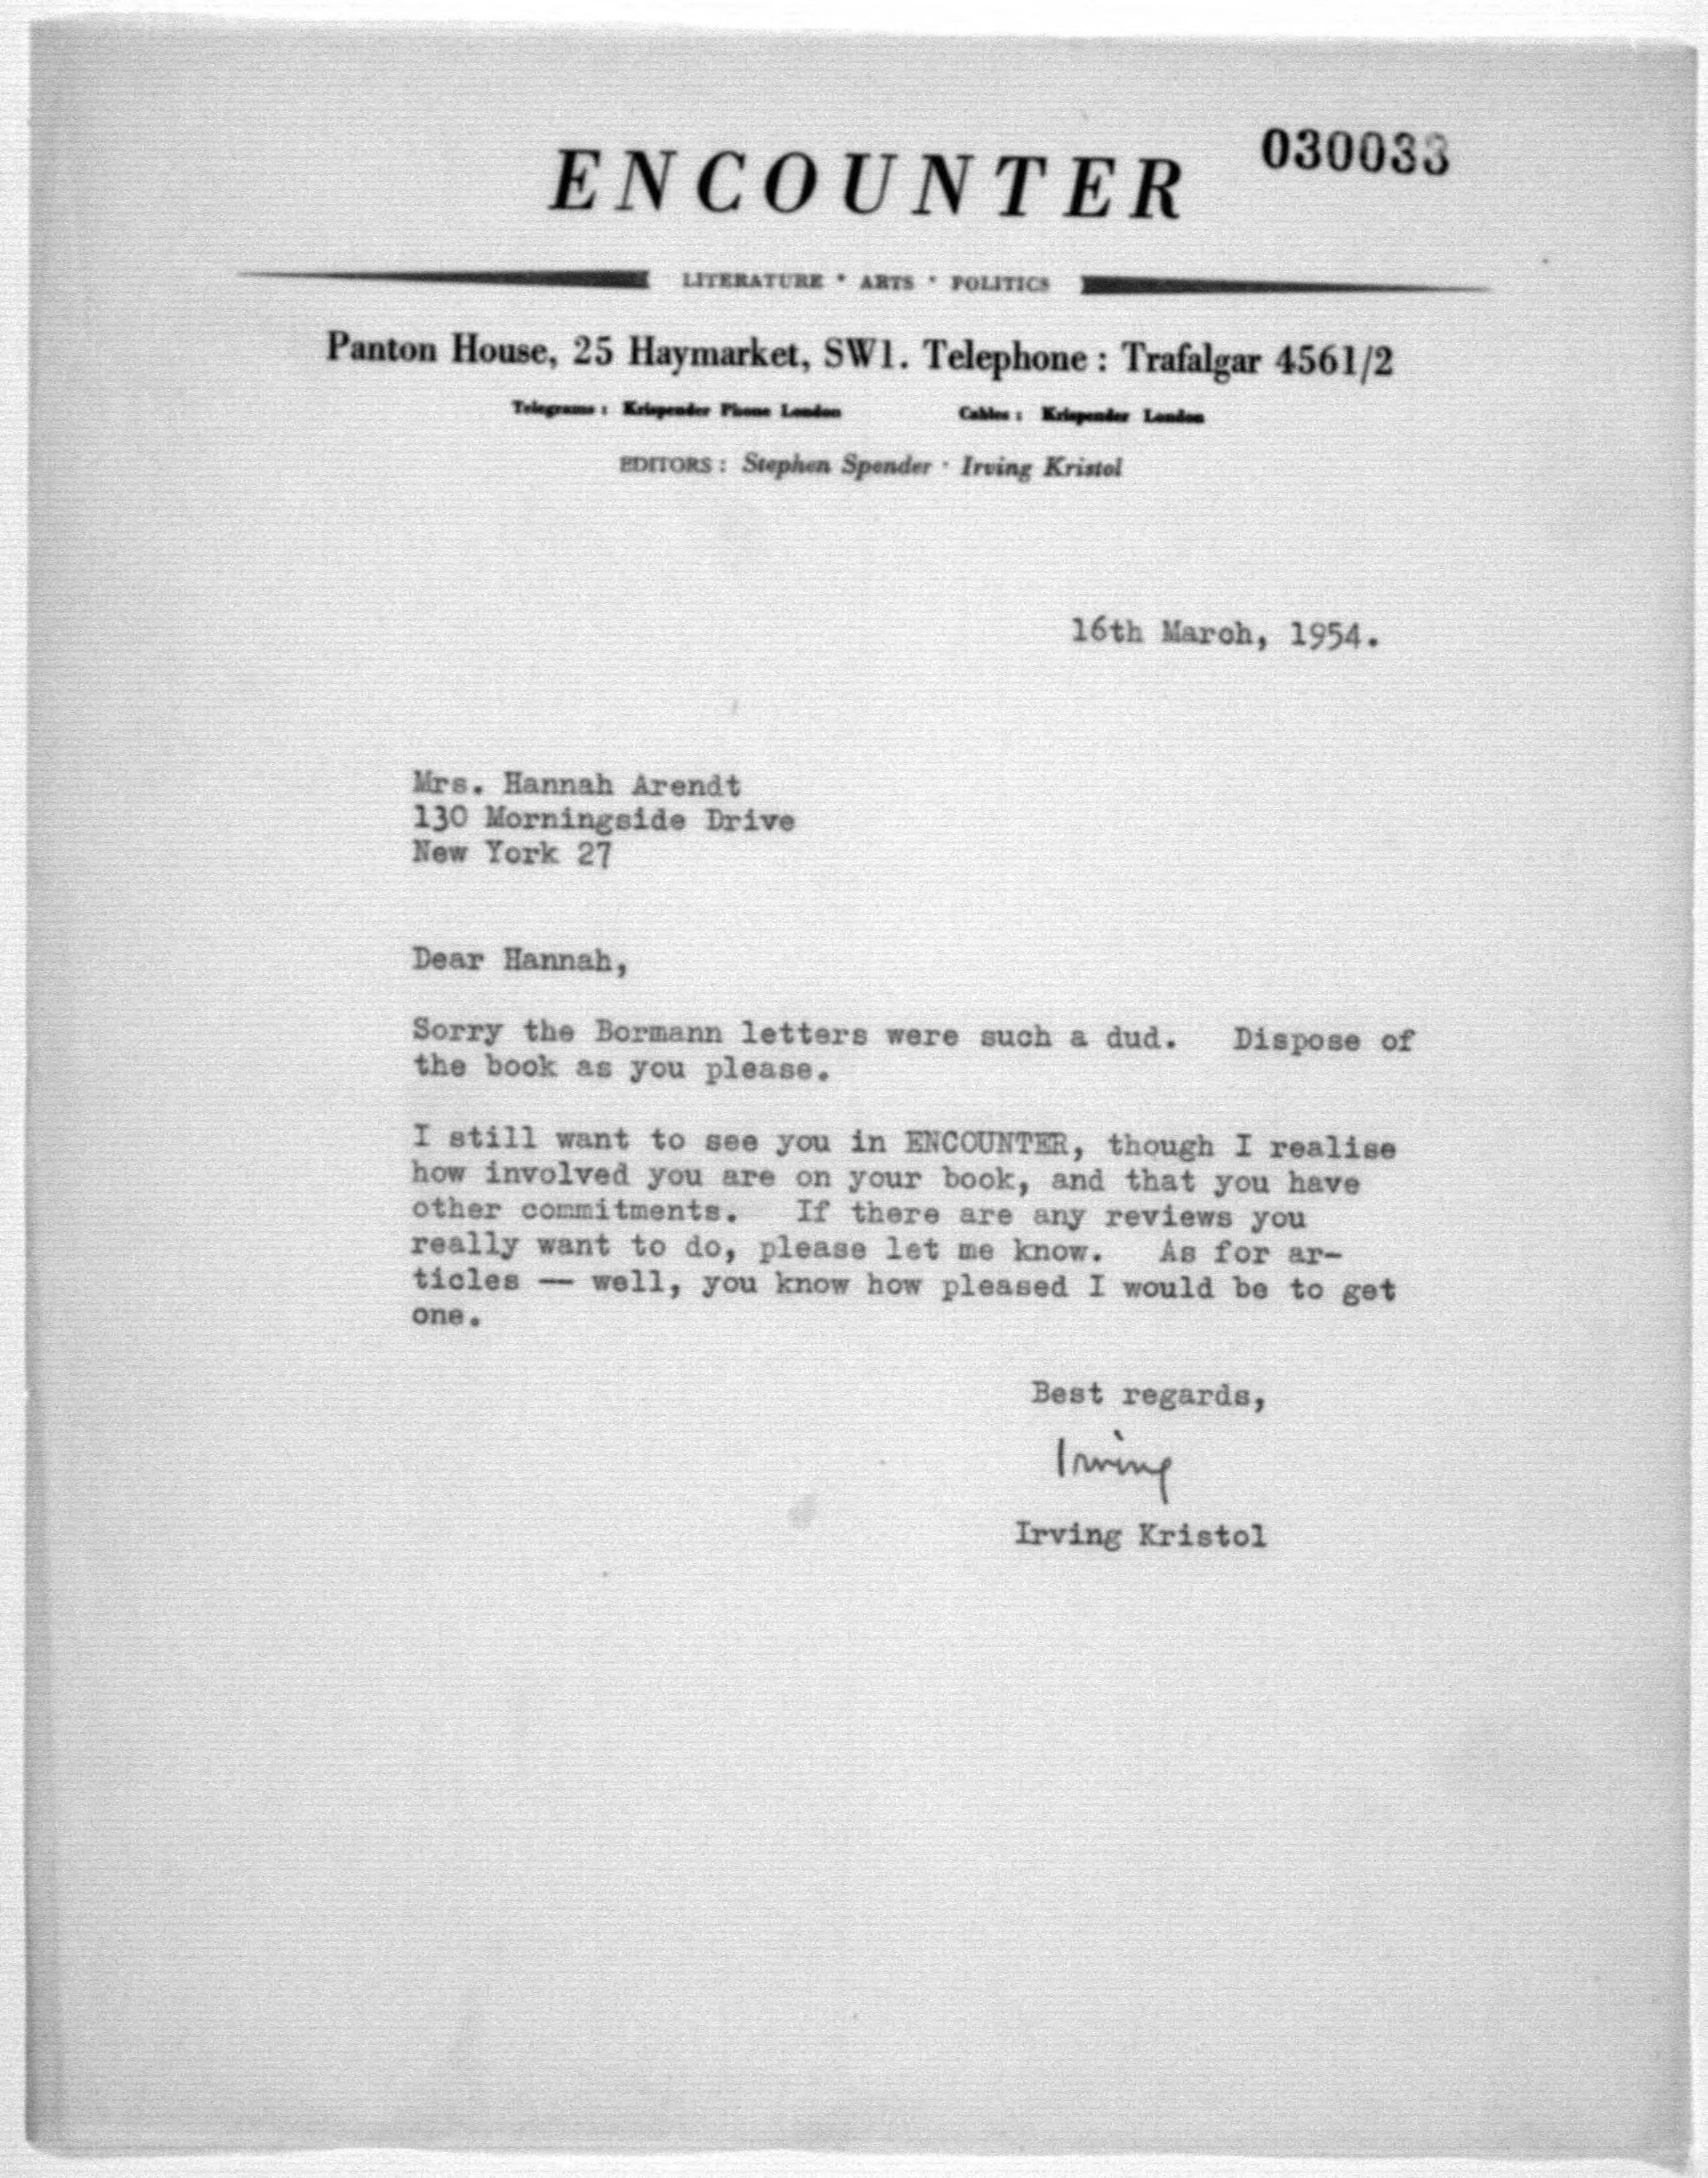 ENCOUNTER
030033
LITERATURE · ARTS · POLITICS
Panton House, 25 Haymarket, SW1. Telephone : Trafalgar 4561/2
Telegrams : Krispender Phone London Cables : Krispender London
EDITORS : Stephen Spender · Irving Kristol
16th March, 1954.
Mrs. Hannah Arendt
130 Morningside Drive
New York 27
Dear Hannah,
Sorry the Bormann letters were such a dud. Dispose of
the book as you please.
I still want to see you in ENCOUNTER, though I realise
how involved you are on your book, and that you have
other commitments. If there are any reviews you
really want to do, please let me know. As for ar-
ticles — well, you know how pleased I would be to get
one.
Best regards,
Irving
Irving Kristol